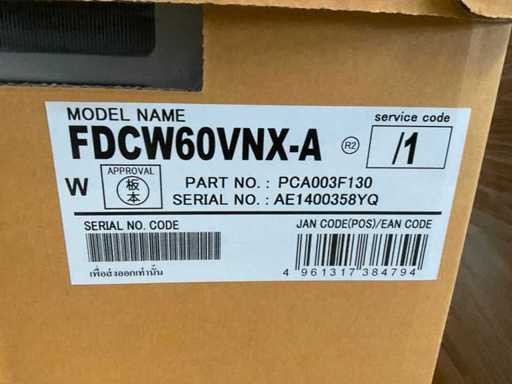 MODEL NAME
service code
FDCW60VNX-A
R2
/1
W
APPROVAL
板本
PART NO.: PCA003F130
SERIAL NO.: AE1400358YQ
SERIAL NO. CODE
JAN CODE(POS)/EAN CODE
4 961317 384794
เพื่อส่งออกเท่านั้น